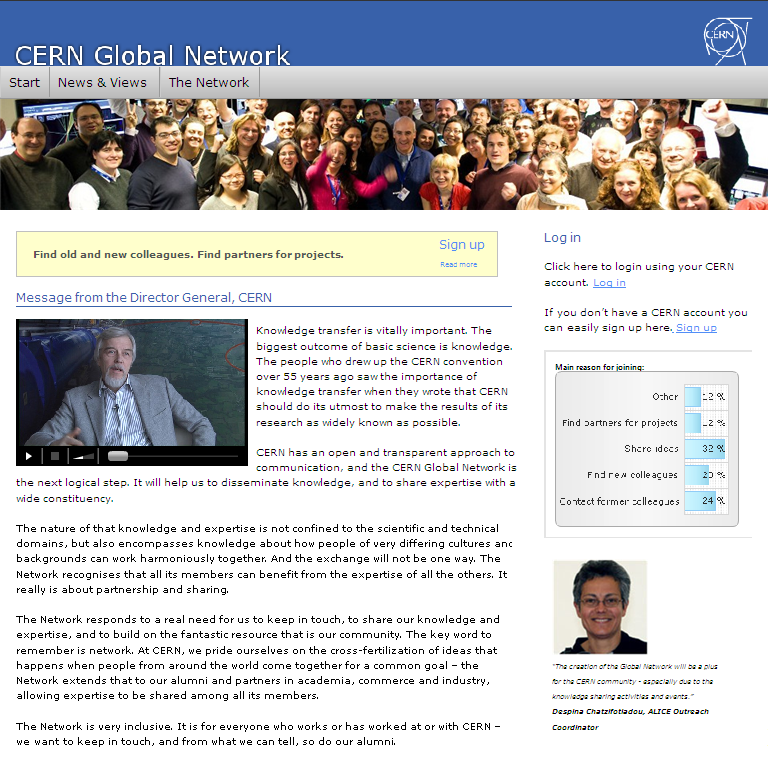 CERN Global Network
CERN
Start
News & Views
The Network
Find old and new colleagues. Find partners for projects.
Sign up
Read more
Message from the Director General, CERN
Knowledge transfer is vitally important. The
biggest outcome of basic science is knowledge.
The people who drew up the CERN convention
over 55 years ago saw the importance of
knowledge transfer when they wrote that CERN
should do its utmost to make the results of its
research as widely known as possible.
CERN has an open and transparent approach to
communication, and the CERN Global Network is
the next logical step. It will help us to disseminate knowledge, and to share expertise with a
wide constituency.
The nature of that knowledge and expertise is not confined to the scientific and technical
domains, but also encompasses knowledge about how people of very differing cultures and
backgrounds can work harmoniously together. And the exchange will not be one way. The
Network recognises that all its members can benefit from the expertise of all the others. It
really is about partnership and sharing.
The Network responds to a real need for us to keep in touch, to share our knowledge and
expertise, and to build on the fantastic resource that is our community. The key word to
remember is network. At CERN, we pride ourselves on the cross-fertilization of ideas that
happens when people from around the world come together for a common goal – the
Network extends that to our alumni and partners in academia, commerce and industry,
allowing expertise to be shared among all its members.
The Network is very inclusive. It is for everyone who works or has worked at or with CERN –
we want to keep in touch, and from what we can tell, so do our alumni.
Log in
Click here to login using your CERN
account. Log in
If you don't have a CERN account you
can easily sign up here. Sign up
Main reason for joining:
Other 12 %
Find partners for projects 12 %
Share ideas 32 %
Find new colleagues 20 %
Contact former colleagues 24 %
"The creation of the Global Network will be a plus
for the CERN community - especially due to the
knowledge sharing activities and events."
Despina Chatzifotiadou, ALICE Outreach
Coordinator